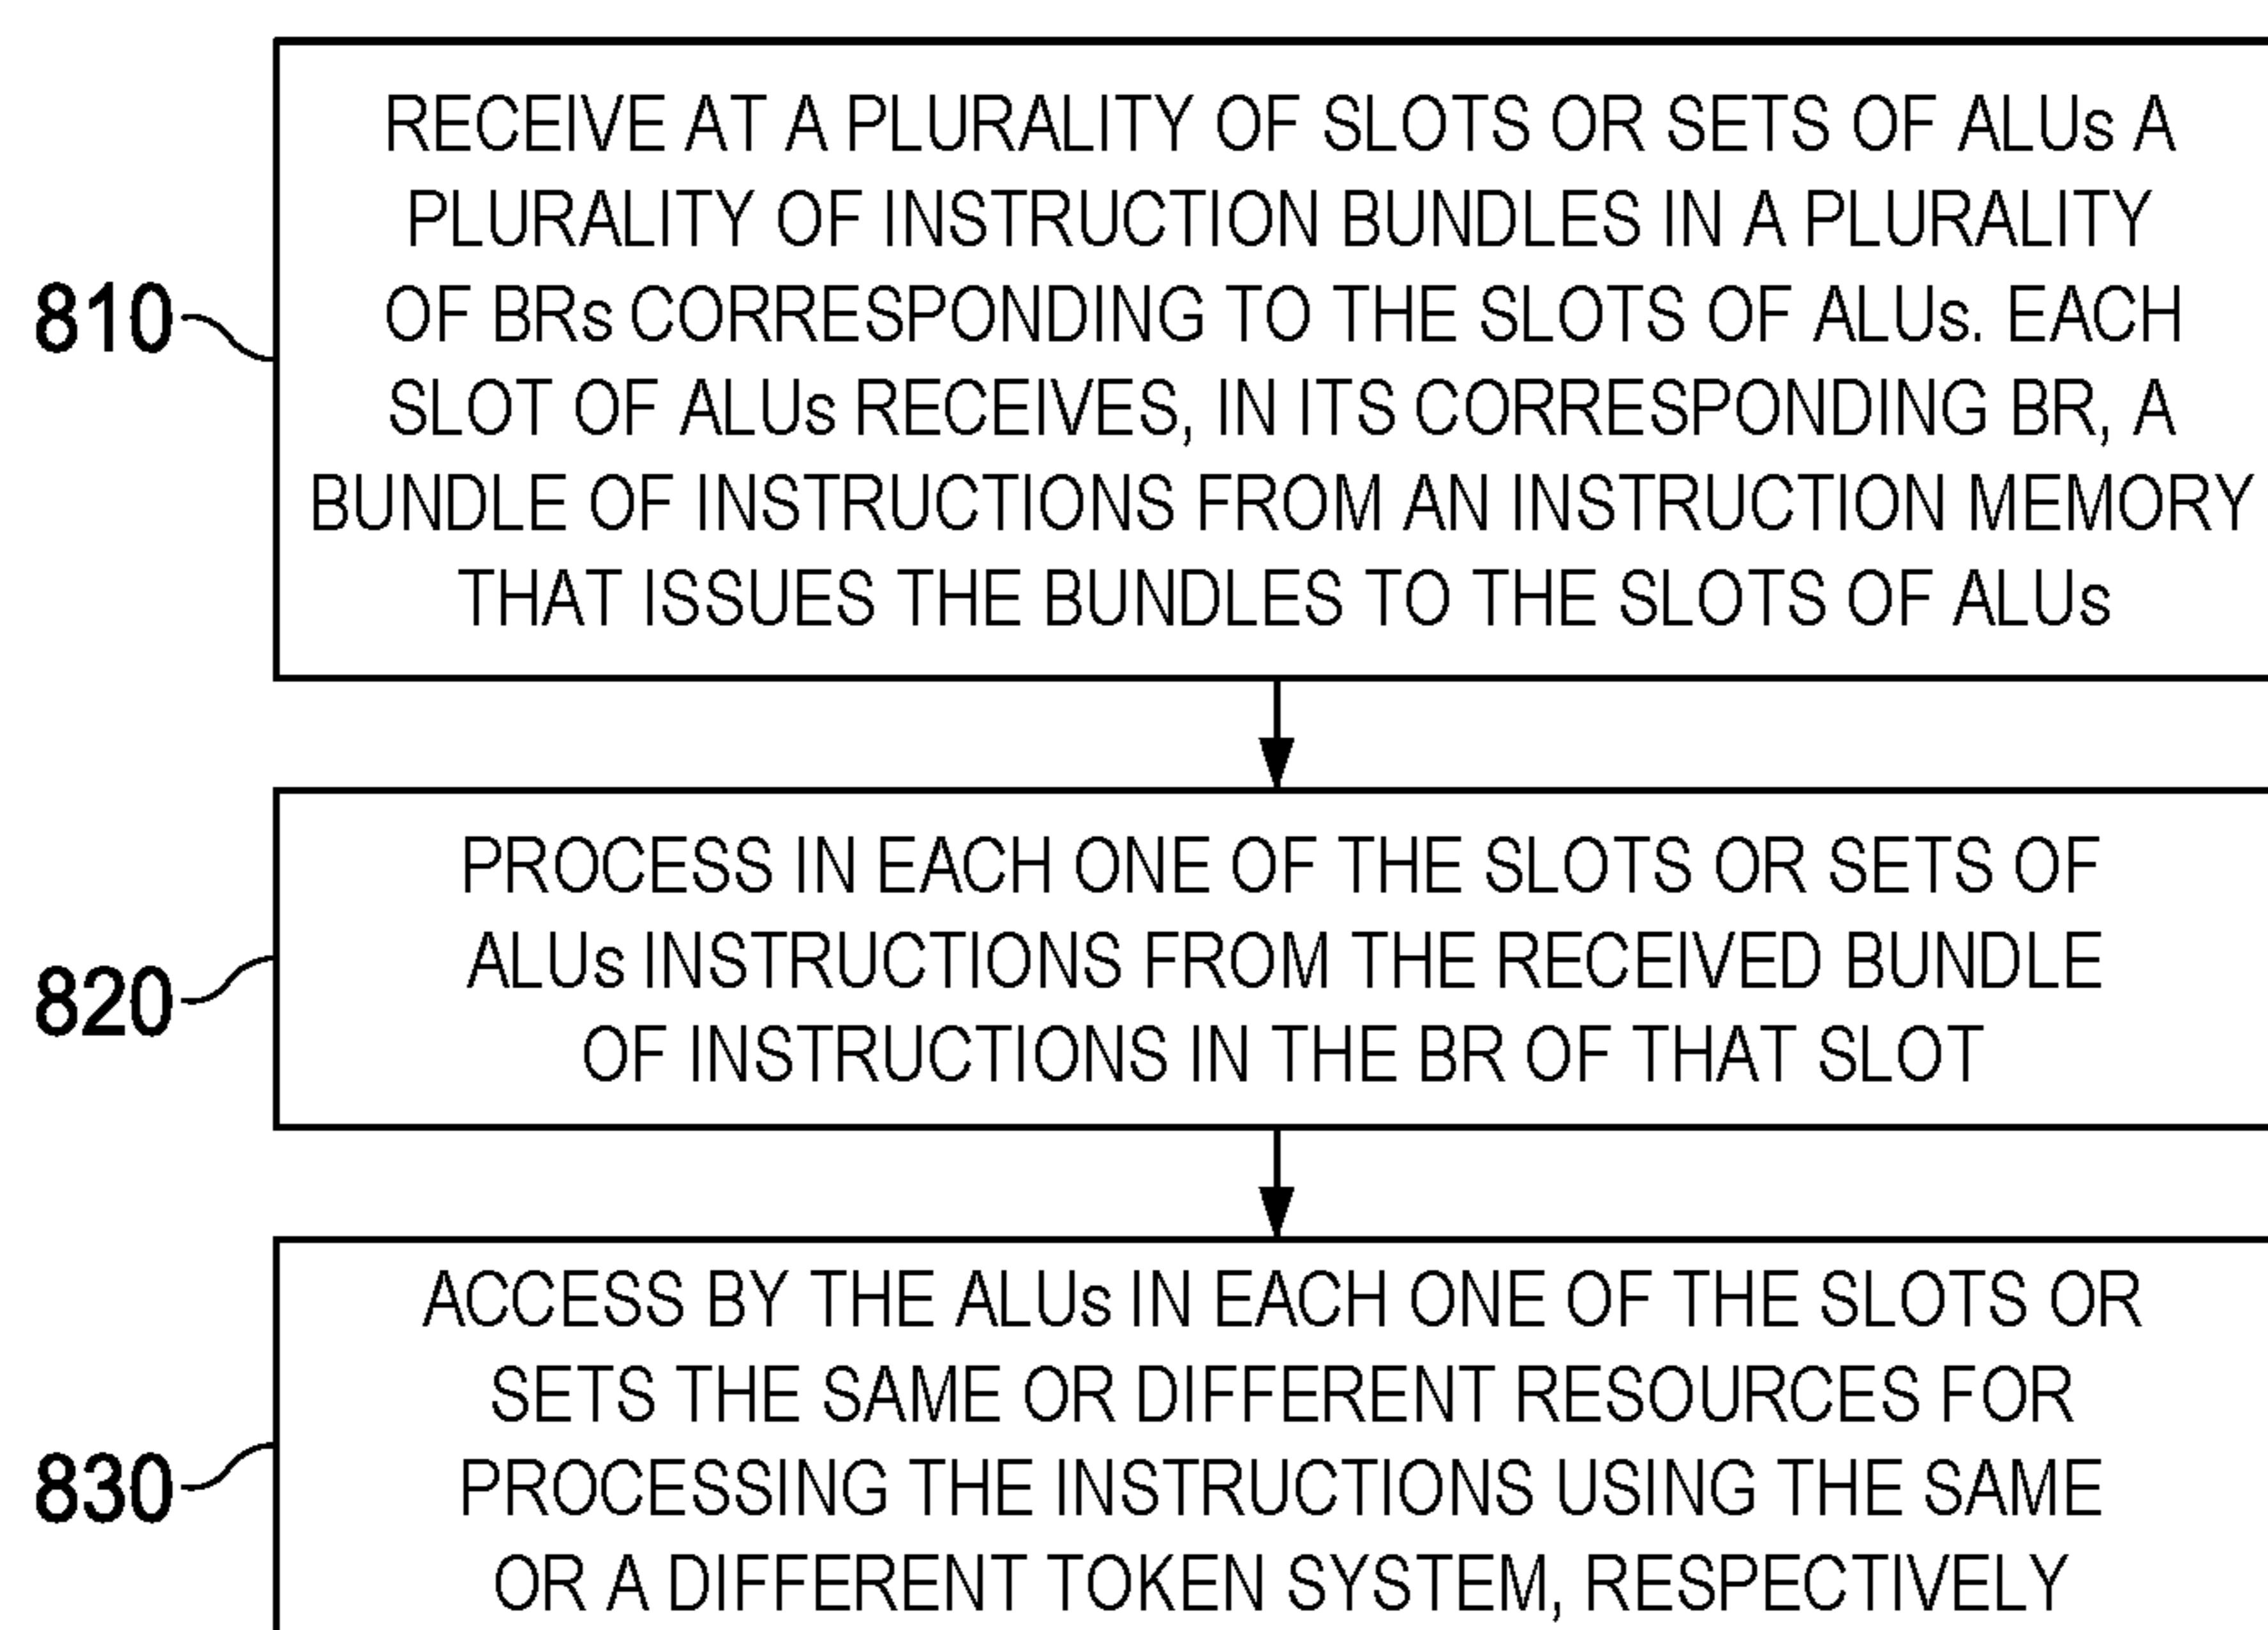 RECEIVE AT A PLURALITY OF SLOTS OR SETS OF ALUs A
PLURALITY OF INSTRUCTION BUNDLES IN A PLURALITY
OF BRs CORRESPONDING TO THE SLOTS OF ALUs. EACH
SLOT OF ALUs RECEIVES, IN ITS CORRESPONDING BR, A
BUNDLE OF INSTRUCTIONS FROM AN INSTRUCTION MEMORY
THAT ISSUES THE BUNDLES TO THE SLOTS OF ALUs
810
PROCESS IN EACH ONE OF THE SLOTS OR SETS OF
ALUs INSTRUCTIONS FROM THE RECEIVED BUNDLE
OF INSTRUCTIONS IN THE BR OF THAT SLOT
820
ACCESS BY THE ALUs IN EACH ONE OF THE SLOTS OR
SETS THE SAME OR DIFFERENT RESOURCES FOR
PROCESSING THE INSTRUCTIONS USING THE SAME
OR A DIFFERENT TOKEN SYSTEM, RESPECTIVELY
830